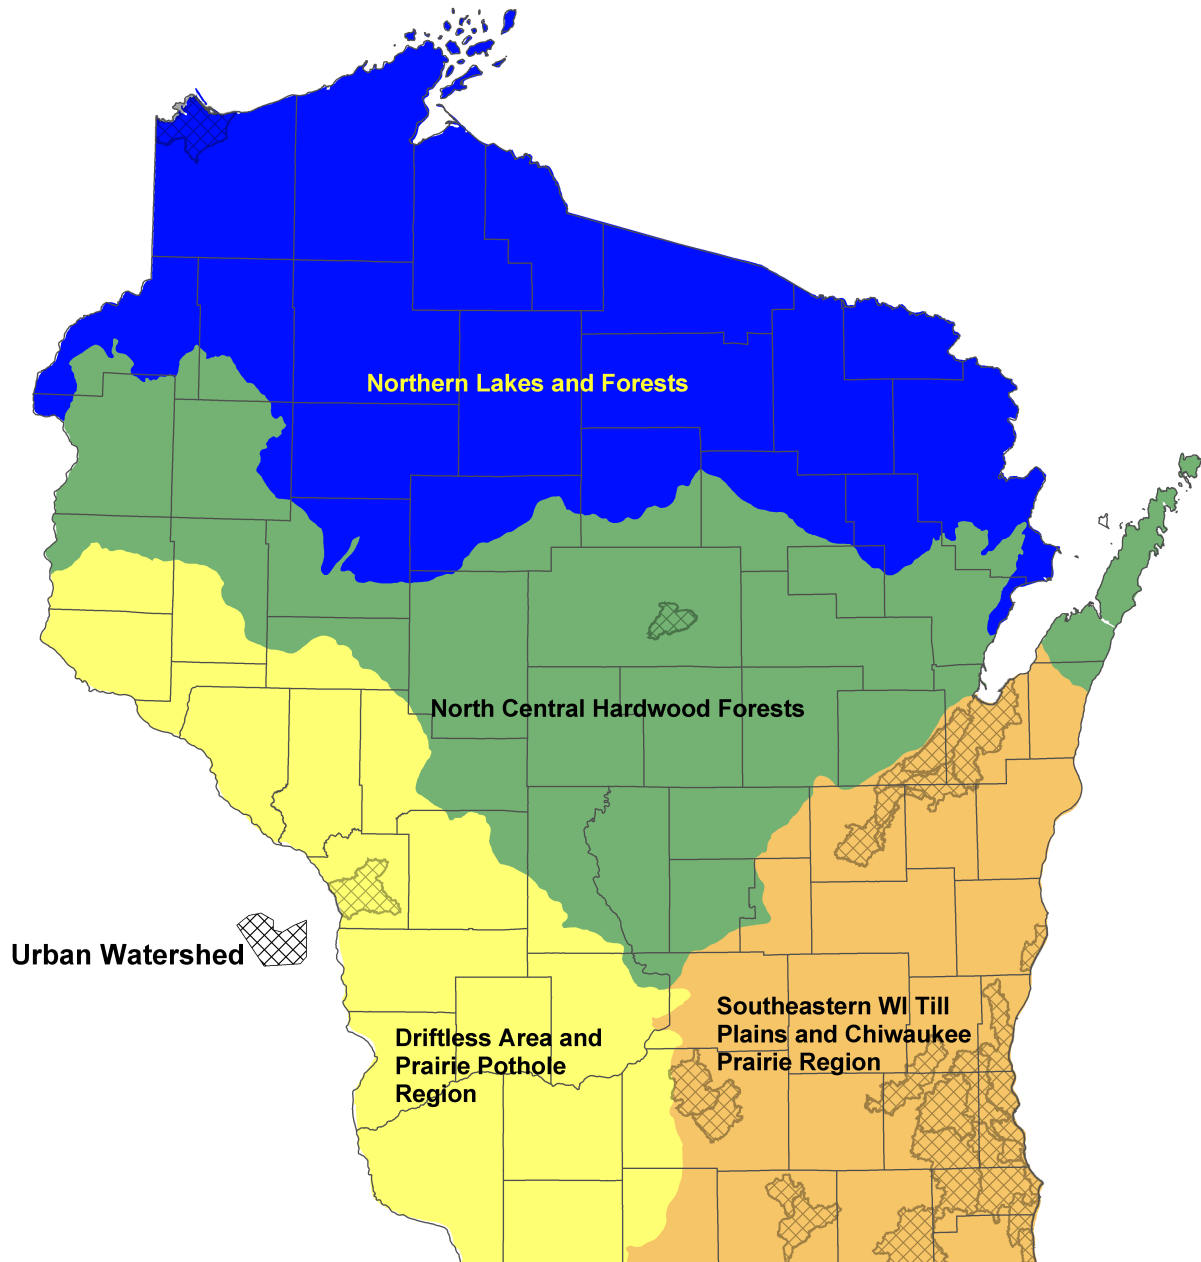 Northern Lakes and Forests
North Central Hardwood Forests
Urban Watershed
Southeastern WI Till
Plains and Chiwaukee
Prairie Region
Driftless Area and
Prairie Pothole
Region